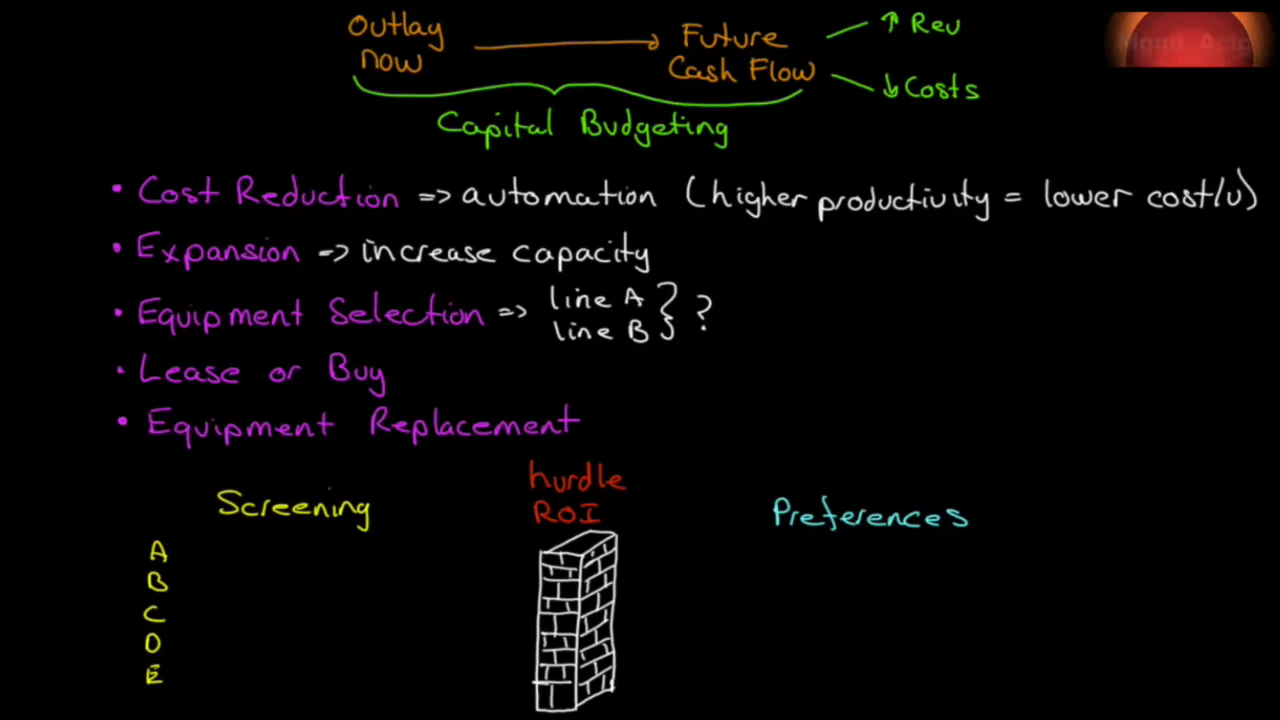 Outlay now → Future Cash Flow
↑ Rev
↓ Costs
Capital Budgeting
• Cost Reduction => automation (higher productivity = lower cost/u)
• Expansion => increase capacity
• Equipment Selection => line A } ?
line B
• Lease or Buy
• Equipment Replacement
Screening
hurdle
ROI
Preferences
A
B
C
D
E